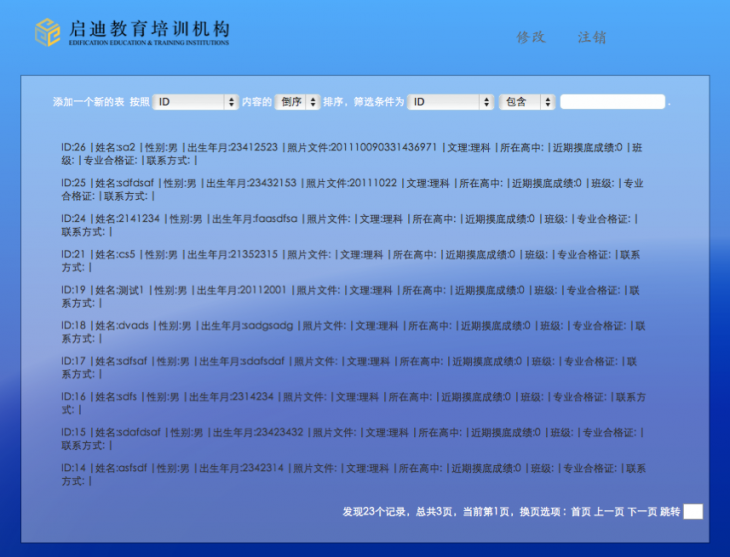 启迪教育培训机构
EDIFICATION EDUCATION & TRAINING INSTITUTIONS
修改 注销
添加一个新的表 按照 ID 内容的 倒序 排序，筛选条件为 ID 包含 .
ID:26 |姓名:sa2 |性别:男 |出生年月:23412523 |照片文件:201110090331436971 |文理:理科 |所在高中: |近期摸底成绩:0 |班
级: |专业合格证: |联系方式: |
ID:25 |姓名:sdfdsaf |性别:男 |出生年月:23432153 |照片文件:20111022 |文理:理科 |所在高中: |近期摸底成绩:0 |班级: |专业
合格证: |联系方式: |
ID:24 |姓名:2141234 |性别:男 |出生年月:faasdfsa |照片文件: |文理:理科 |所在高中: |近期摸底成绩:0 |班级: |专业合格证: |
联系方式: |
ID:21 |姓名:cs5 |性别:男 |出生年月:21352315 |照片文件: |文理:理科 |所在高中: |近期摸底成绩:0 |班级: |专业合格证: |联系
方式: |
ID:19 |姓名:测试1 |性别:男 |出生年月:20112001 |照片文件: |文理:理科 |所在高中: |近期摸底成绩:0 |班级: |专业合格证: |联
系方式: |
ID:18 |姓名:dvads |性别:男 |出生年月:sadgsadg |照片文件: |文理:理科 |所在高中: |近期摸底成绩:0 |班级: |专业合格证: |联
系方式: |
ID:17 |姓名:sdfsaf |性别:男 |出生年月:sdafsdaf |照片文件: |文理:理科 |所在高中: |近期摸底成绩:0 |班级: |专业合格证: |联
系方式: |
ID:16 |姓名:sdfs |性别:男 |出生年月:2314234 |照片文件: |文理:理科 |所在高中: |近期摸底成绩:0 |班级: |专业合格证: |联系方
式: |
ID:15 |姓名:sdafdsaf |性别:男 |出生年月:23423432 |照片文件: |文理:理科 |所在高中: |近期摸底成绩:0 |班级: |专业合格证: |
联系方式: |
ID:14 |姓名:asfsdf |性别:男 |出生年月:2342314 |照片文件: |文理:理科 |所在高中: |近期摸底成绩:0 |班级: |专业合格证: |联系
方式: |
发现23个记录，总共3页，当前第1页，换页选项：首页 上一页 下一页 跳转